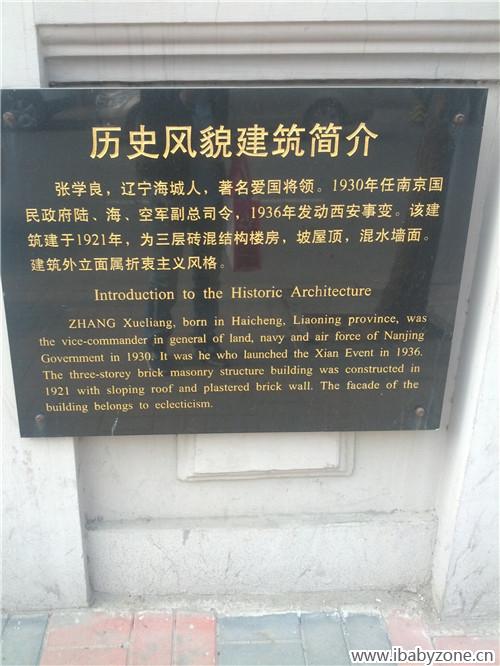 历史风貌建筑简介
张学良，辽宁海城人，著名爱国将领。1930年任南京国
民政府陆、海、空军副总司令，1936年发动西安事变。该建
筑建于1921年，为三层砖混结构楼房，坡屋顶，混水墙面。
建筑外立面属折衷主义风格。
Introduction to the Historic Architecture
ZHANG Xueliang, born in Haicheng, Liaoning province, was
the vice-commander in general of land, navy and air force of Nanjing
Government in 1930. It was he who launched the Xian Event in 1936.
The three-storey brick masonry structure building was constructed in
1921 with sloping roof and plastered brick wall. The facade of the
building belongs to eclecticism.
www.ibabyzone.cn